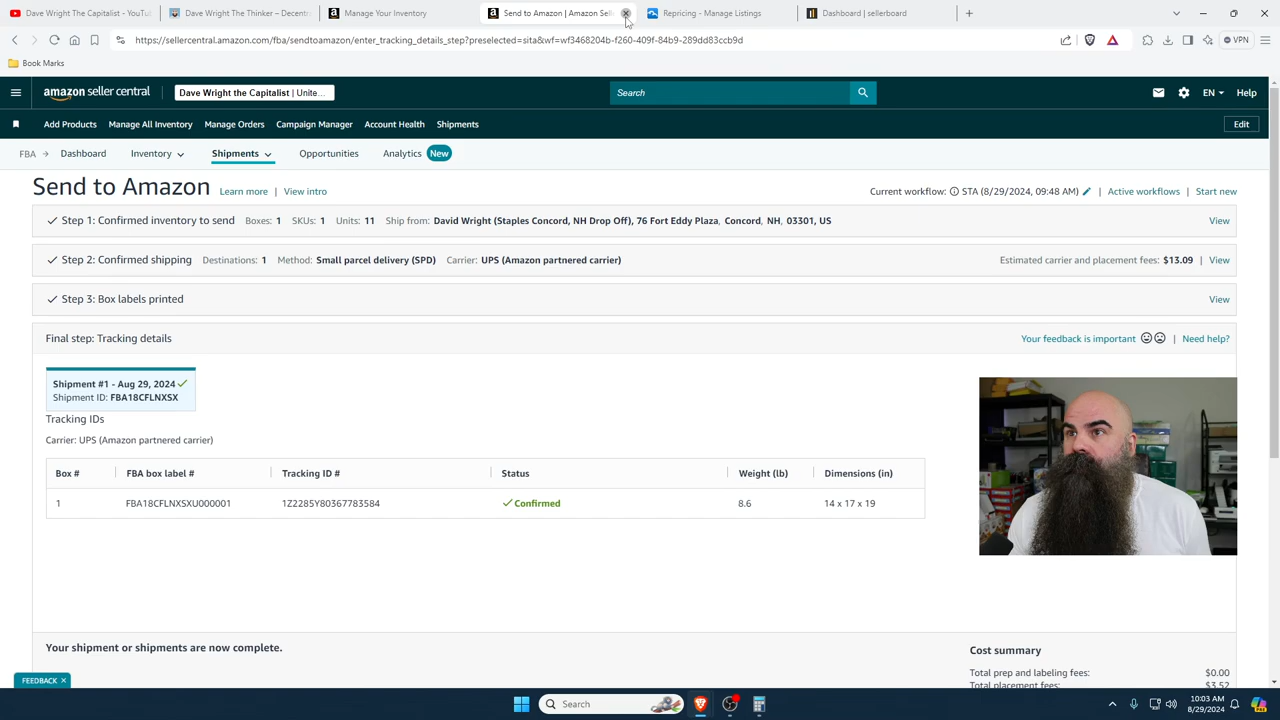 Dave Wright The Capitalist - YouTu
Dave Wright The Thinker – Decentr
Manage Your Inventory
Send to Amazon | Amazon Sell
Repricing - Manage Listings
Dashboard | sellerboard
https://sellercentral.amazon.com/fba/sendtoamazon/enter_tracking_details_step?preselected=sita&wf=wf3468204b-f260-409f-84b9-289dd83ccb9d
VPN
Book Marks
amazon seller central
Dave Wright the Capitalist | Unite...
Search
EN
Help
Add Products
Manage All Inventory
Manage Orders
Campaign Manager
Account Health
Shipments
Edit
FBA
Dashboard
Inventory
Shipments
Opportunities
Analytics
New
Send to Amazon
Learn more
View intro
Current workflow: STA (8/29/2024, 09:48 AM)
Active workflows
Start new
Step 1: Confirmed inventory to send Boxes: 1 SKUs: 1 Units: 11 Ship from: David Wright (Staples Concord, NH Drop Off), 76 Fort Eddy Plaza, Concord, NH, 03301, US
View
Step 2: Confirmed shipping Destinations: 1 Method: Small parcel delivery (SPD) Carrier: UPS (Amazon partnered carrier)
Estimated carrier and placement fees: $13.09 | View
Step 3: Box labels printed
View
Final step: Tracking details
Your feedback is important
Need help?
Shipment #1 - Aug 29, 2024
Shipment ID: FBA18CFLNXSX
Tracking IDs
Carrier: UPS (Amazon partnered carrier)
Box # FBA box label # Tracking ID # Status Weight (lb) Dimensions (in)
1 FBA18CFLNXSXU000001 1Z2285Y80367783584 Confirmed 8.6 14 x 17 x 19
Your shipment or shipments are now complete.
Cost summary
Total prep and labeling fees: $0.00
Total placement fees: $3.52
FEEDBACK
Search
10:03 AM
8/29/2024